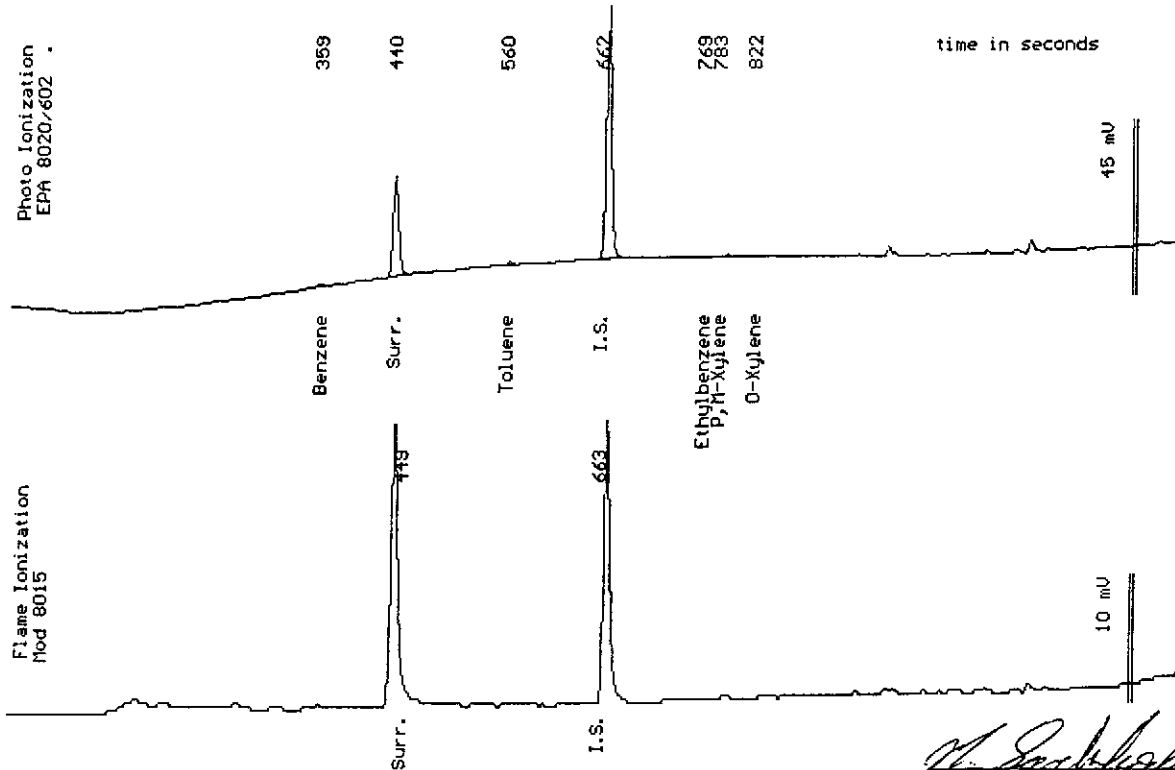 Photo Ionization
EPA 8020/602 .
359
440
560
662
769
783
822
time in seconds
45 mV
Benzene
Surr.
Toluene
I.S.
Ethylbenzene
P,M-Xylene
O-Xylene
Flame Ionization
Mod 8015
449
663
10 mV
Surr.
I.S.